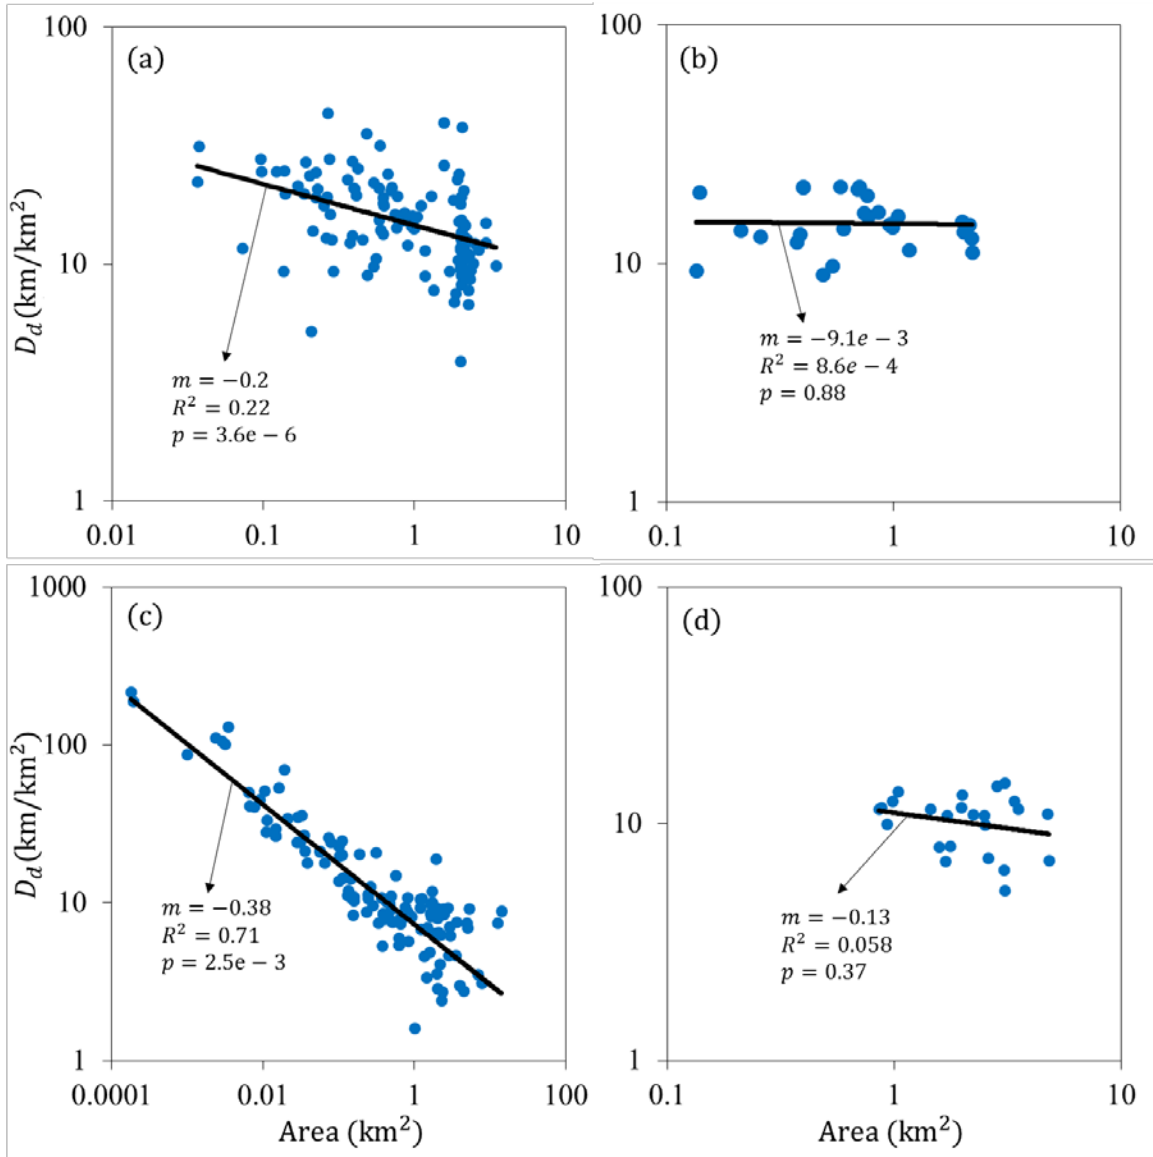 100
(a)
10
D_d (km/km²)
m = −0.2
R² = 0.22
p = 3.6e − 6
1
0.01
0.1
1
10
100
(b)
10
m = −9.1e − 3
R² = 8.6e − 4
p = 0.88
1
0.1
1
10
1000
(c)
100
D_d (km/km²)
10
m = −0.38
R² = 0.71
p = 2.5e − 3
1
0.0001
0.01
1
100
Area (km²)
100
(d)
10
m = −0.13
R² = 0.058
p = 0.37
1
0.1
1
10
Area (km²)